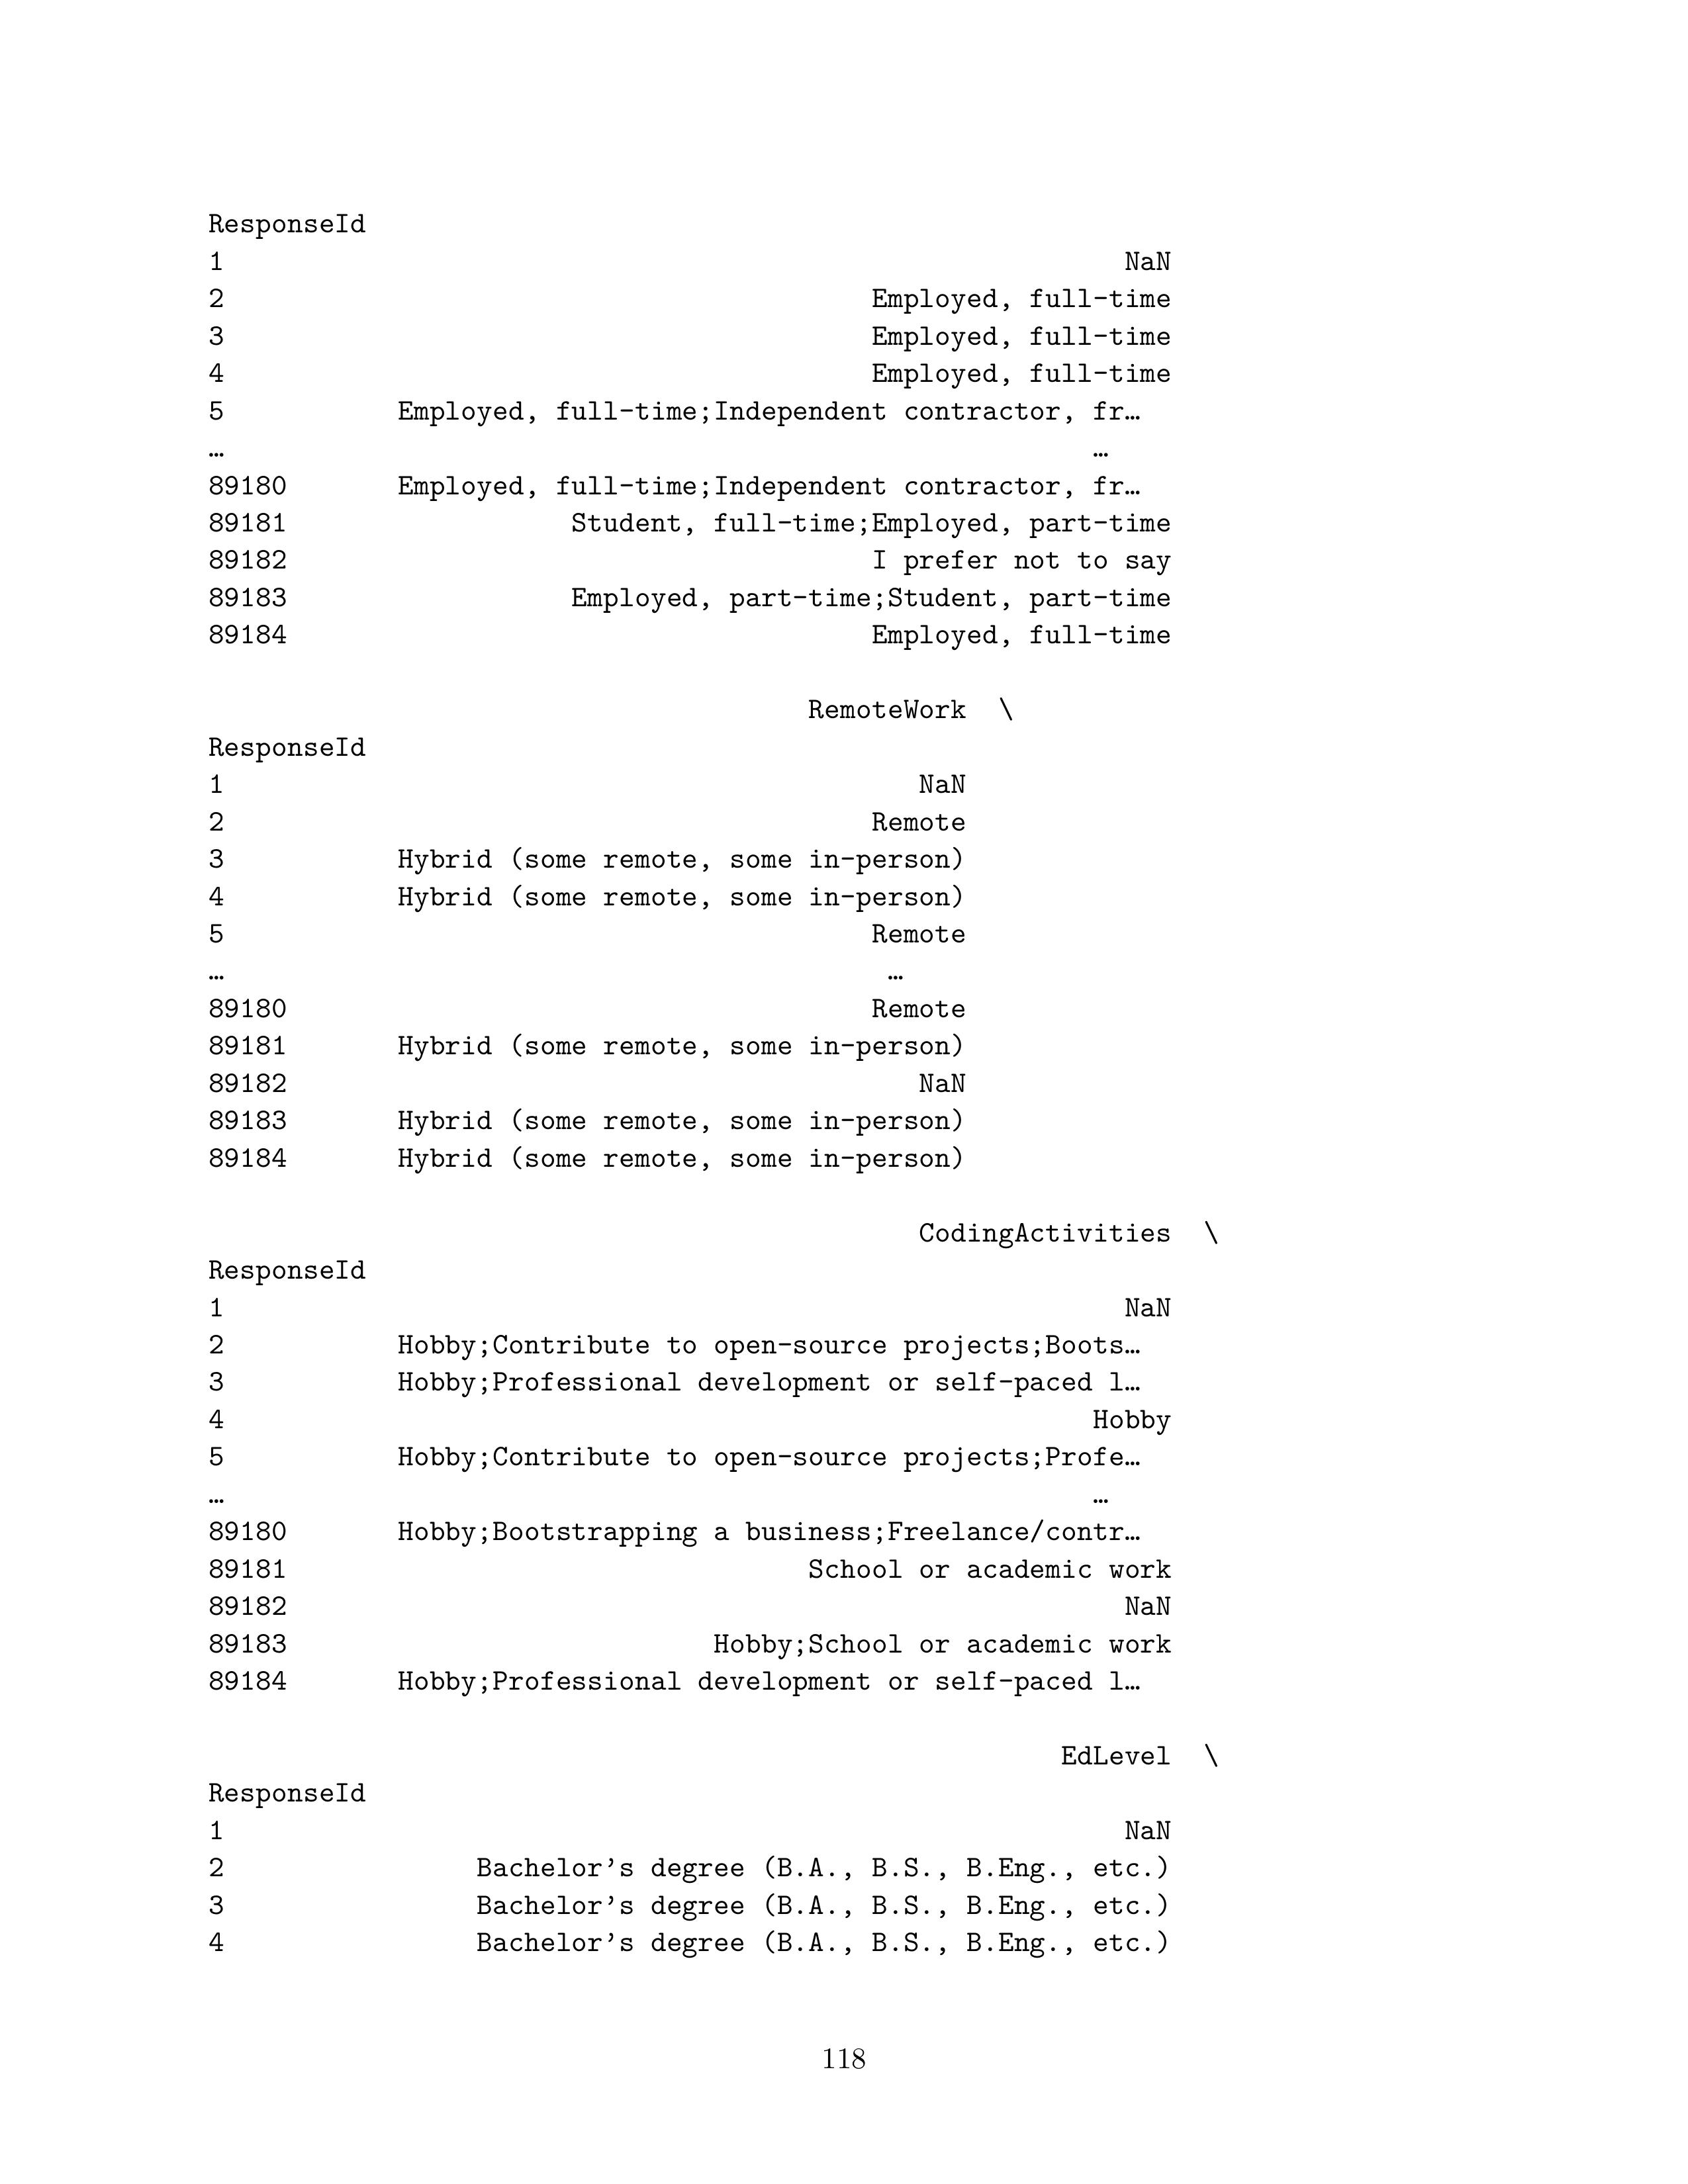 ResponseId
1 NaN
2 Employed, full-time
3 Employed, full-time
4 Employed, full-time
5 Employed, full-time;Independent contractor, fr…
… …
89180 Employed, full-time;Independent contractor, fr…
89181 Student, full-time;Employed, part-time
89182 I prefer not to say
89183 Employed, part-time;Student, part-time
89184 Employed, full-time
RemoteWork \
ResponseId
1 NaN
2 Remote
3 Hybrid (some remote, some in-person)
4 Hybrid (some remote, some in-person)
5 Remote
… …
89180 Remote
89181 Hybrid (some remote, some in-person)
89182 NaN
89183 Hybrid (some remote, some in-person)
89184 Hybrid (some remote, some in-person)
CodingActivities \
ResponseId
1 NaN
2 Hobby;Contribute to open-source projects;Boots…
3 Hobby;Professional development or self-paced l…
4 Hobby
5 Hobby;Contribute to open-source projects;Profe…
… …
89180 Hobby;Bootstrapping a business;Freelance/contr…
89181 School or academic work
89182 NaN
89183 Hobby;School or academic work
89184 Hobby;Professional development or self-paced l…
EdLevel \
ResponseId
1 NaN
2 Bachelor’s degree (B.A., B.S., B.Eng., etc.)
3 Bachelor’s degree (B.A., B.S., B.Eng., etc.)
4 Bachelor’s degree (B.A., B.S., B.Eng., etc.)
118